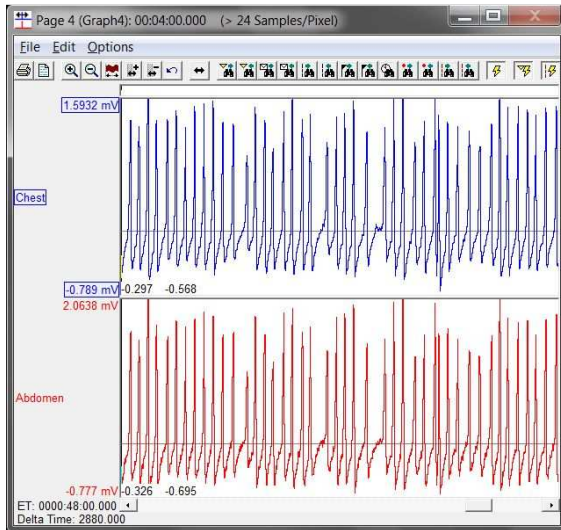 Page 4 (Graph4): 00:04:00.000 (> 24 Samples/Pixel)
File Edit Options
1.5932 mV
Chest
-0.789 mV -0.297 -0.568
2.0638 mV
Abdomen
-0.777 mV -0.326 -0.695
ET: 0000:48:00.000
Delta Time: 2880.000